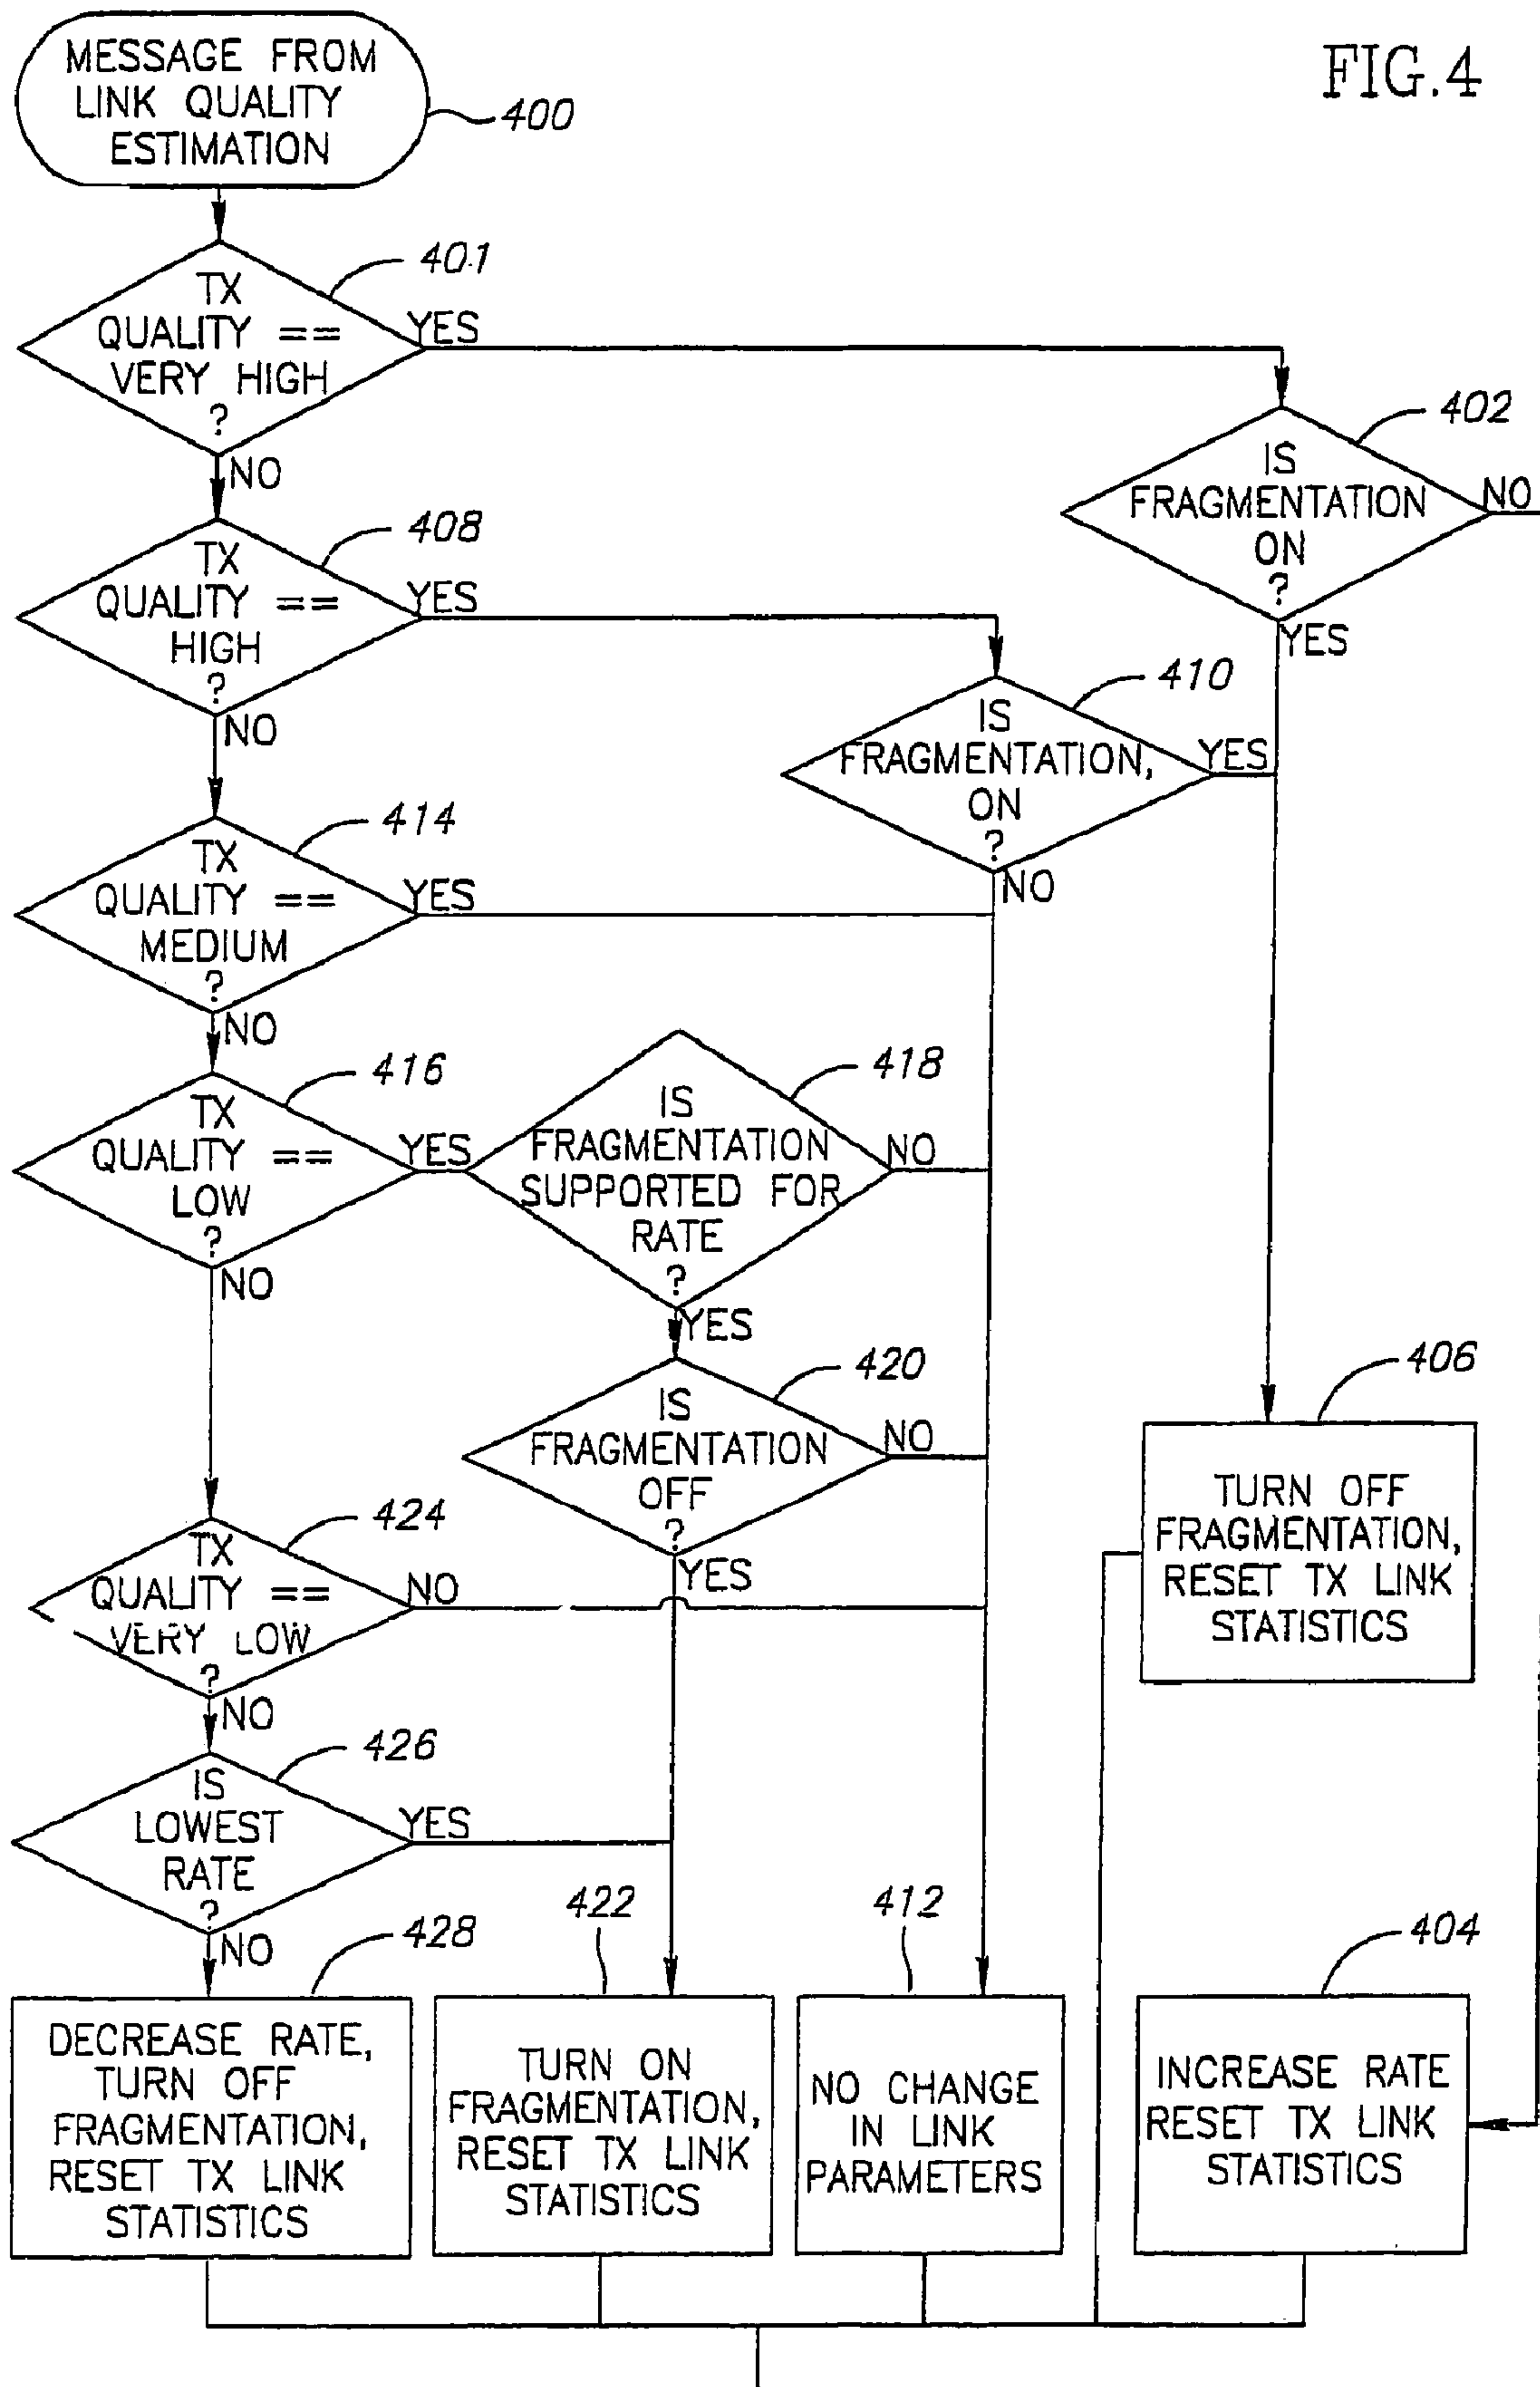 FIG.4
MESSAGE FROM
LINK QUALITY
ESTIMATION
400
401
TX
QUALITY ==
VERY HIGH
?
YES
NO
402
IS
FRAGMENTATION
ON
?
NO
YES
408
TX
QUALITY ==
HIGH
?
YES
NO
410
IS
FRAGMENTATION,
ON
?
YES
NO
414
TX
QUALITY ==
MEDIUM
?
YES
NO
416
TX
QUALITY ==
LOW
?
YES
NO
418
IS
FRAGMENTATION
SUPPORTED FOR
RATE
?
NO
YES
420
IS
FRAGMENTATION
OFF
?
NO
YES
406
TURN OFF
FRAGMENTATION,
RESET TX LINK
STATISTICS
424
TX
QUALITY ==
VERY LOW
?
NO
NO
426
IS
LOWEST
RATE
?
YES
NO
428
DECREASE RATE,
TURN OFF
FRAGMENTATION,
RESET TX LINK
STATISTICS
422
TURN ON
FRAGMENTATION,
RESET TX LINK
STATISTICS
412
NO CHANGE
IN LINK
PARAMETERS
404
INCREASE RATE
RESET TX LINK
STATISTICS